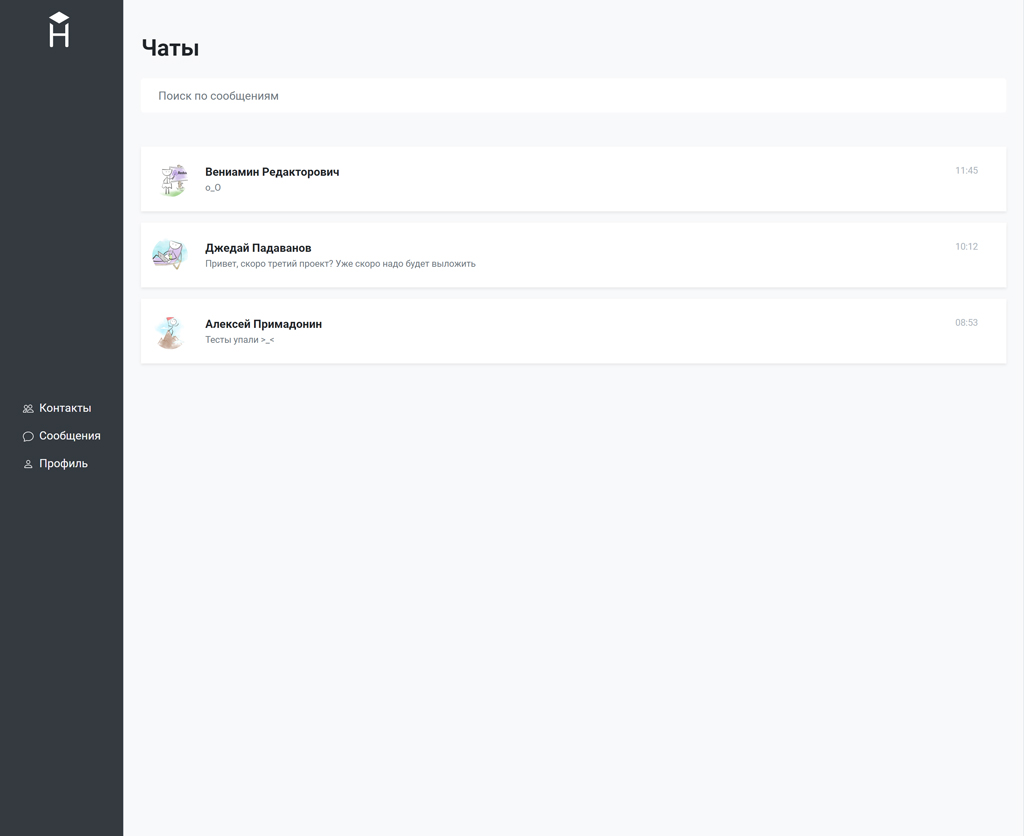 Чаты
Поиск по сообщениям
Вениамин Редакторович
11:45
o_O
Джедай Падаванов
10:12
Привет, скоро третий проект? Уже скоро надо будет выложить
Алексей Примадонин
08:53
Тесты упали >_<
Контакты
Сообщения
Профиль